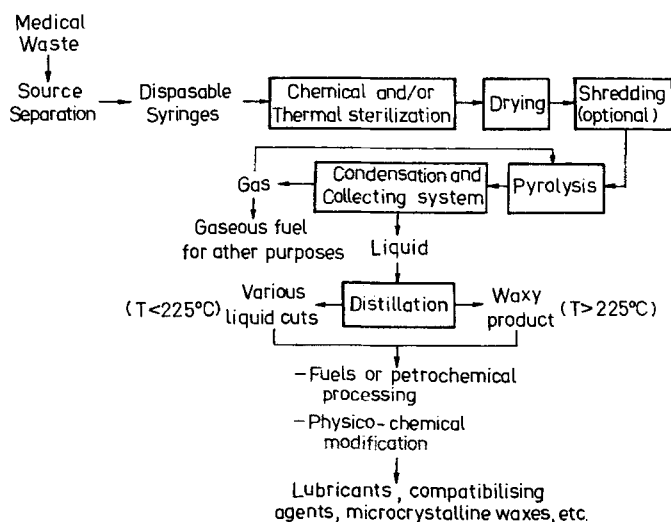 Medical
Waste
Source
Separation
Dispasable
Syringes
Chemical and/or
Thermal sterilization
Drying
Shredding
(optional)
Gas
Condensation and
Collecting system
Pyrolysis
Gaseous fuel
for other purposes
Liquid
(T<225°C)
Various
liquid cuts
Distillation
Waxy
product
(T>225°C)
-Fuels or petrochemical
processing
-Physico-chemical
modification
Lubricants, compatibilising
agents, microcrystalline waxes, etc.